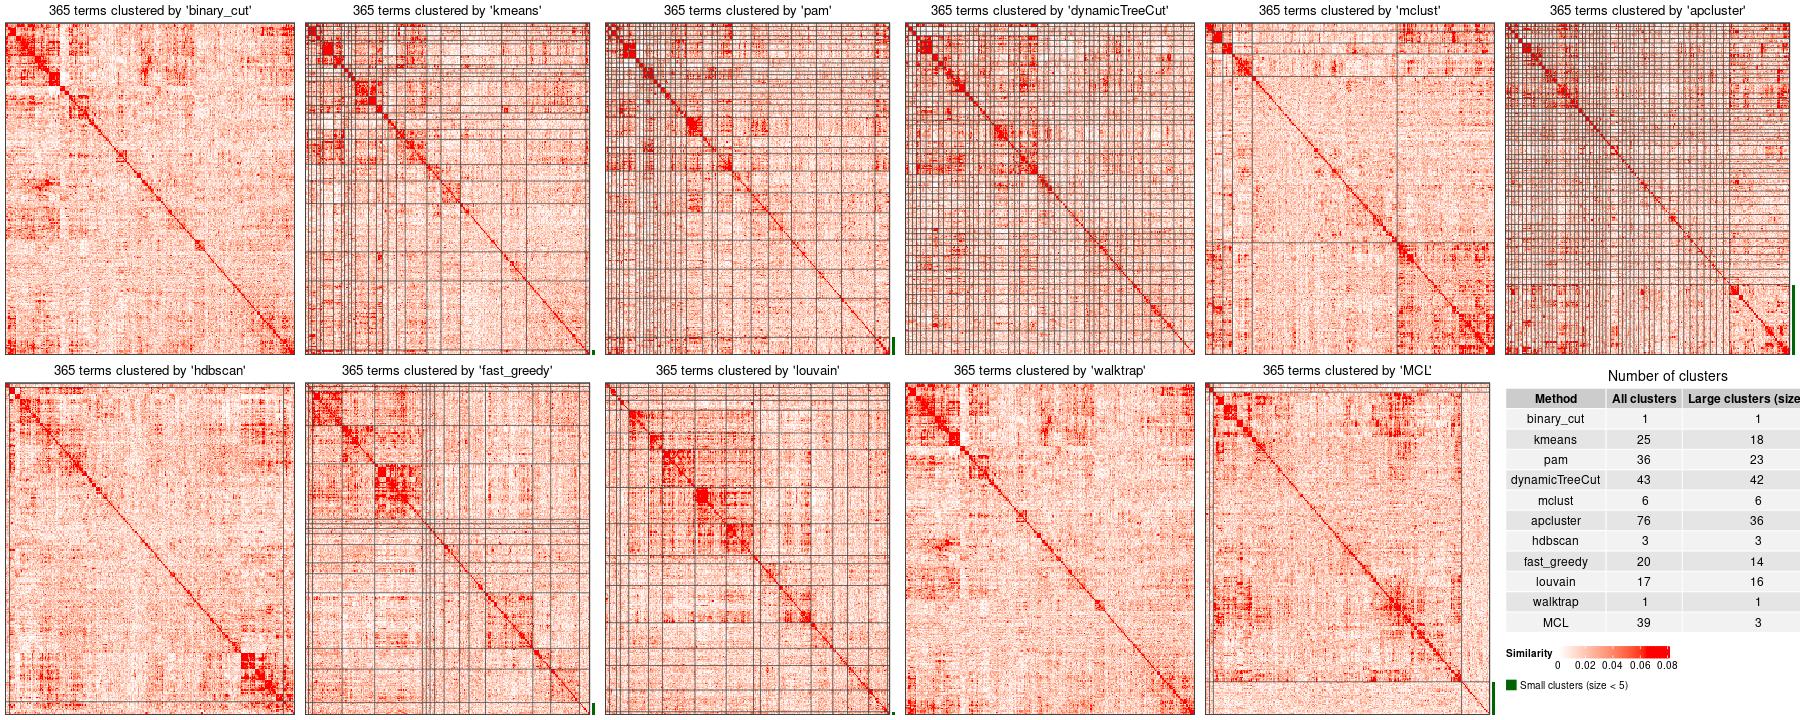 365 terms clustered by 'binary_cut'
365 terms clustered by 'kmeans'
365 terms clustered by 'pam'
365 terms clustered by 'dynamicTreeCut'
365 terms clustered by 'mclust'
365 terms clustered by 'apcluster'
365 terms clustered by 'hdbscan'
365 terms clustered by 'fast_greedy'
365 terms clustered by 'louvain'
365 terms clustered by 'walktrap'
365 terms clustered by 'MCL'
Number of clusters
Method All clusters Large clusters (size
binary_cut 1 1
kmeans 25 18
pam 36 23
dynamicTreeCut 43 42
mclust 6 6
apcluster 76 36
hdbscan 3 3
fast_greedy 20 14
louvain 17 16
walktrap 1 1
MCL 39 3
Similarity
0 0.02 0.04 0.06 0.08
Small clusters (size < 5)